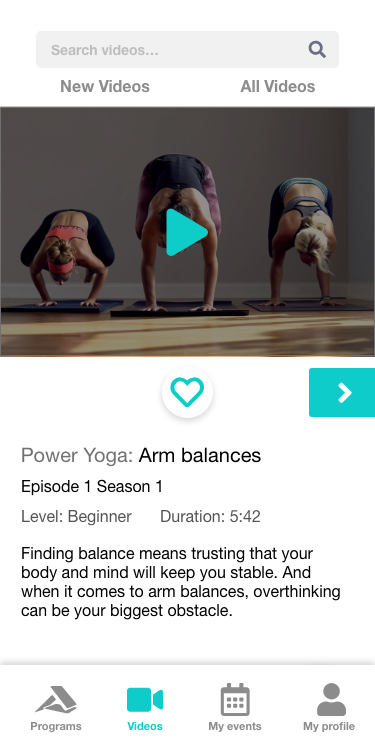 Search videos...
New Videos
All Videos
Power Yoga: Arm balances
Episode 1 Season 1
Level: Beginner
Duration: 5:42
Finding balance means trusting that your
body and mind will keep you stable. And
when it comes to arm balances, overthinking
can be your biggest obstacle.
Programs
Videos
My events
My profile